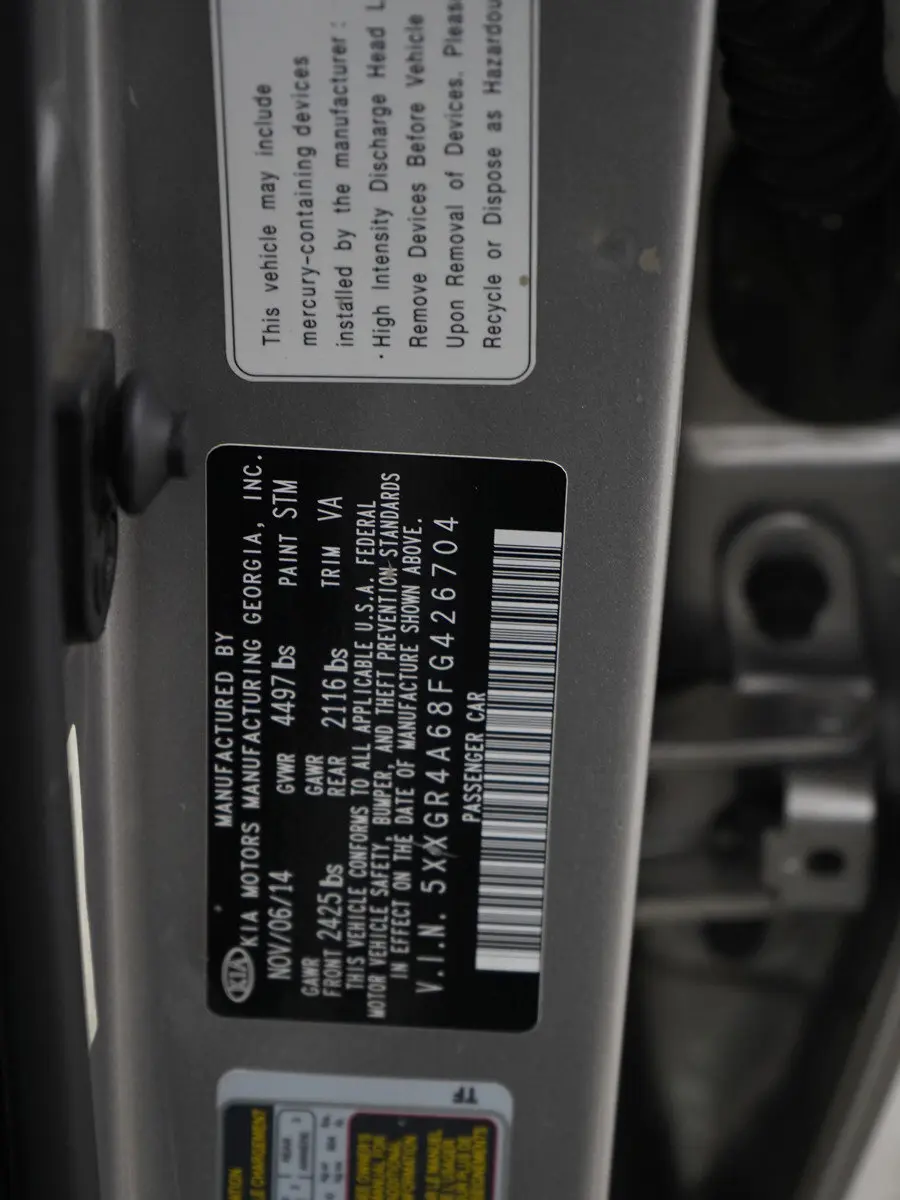 This vehicle may include
mercury-containing devices
installed by the manufacturer :
· High Intensity Discharge Head
Remove Devices Before Vehicle
Upon Removal of Devices. Please
Recycle or Dispose as Hazardou
MANUFACTURED BY
KIA KIA MOTORS MANUFACTURING GEORGIA, INC.
NOV/06/14 GVWR 4497lbs PAINT STM
GAWR FRONT 2425lbs GAWR REAR 2116lbs TRIM VA
THIS VEHICLE CONFORMS TO ALL APPLICABLE U.S.A. FEDERAL
MOTOR VEHICLE SAFETY, BUMPER, AND THEFT PREVENTION STANDARDS
IN EFFECT ON THE DATE OF MANUFACTURE SHOWN ABOVE.
V.I.N. 5XXGR4A68FG426704
PASSENGER CAR
REAR